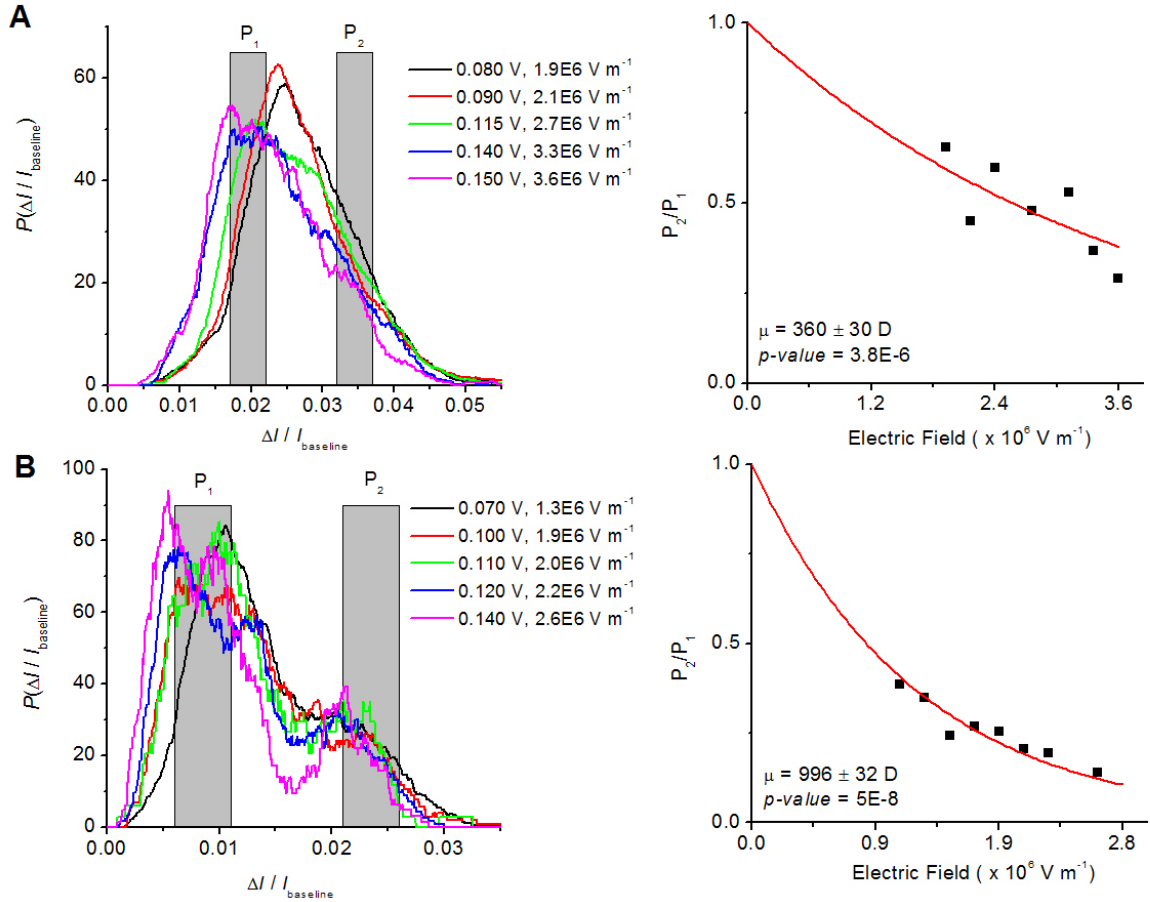 A
P1
P2
0.080 V, 1.9E6 V m-1
0.090 V, 2.1E6 V m-1
0.115 V, 2.7E6 V m-1
0.140 V, 3.3E6 V m-1
0.150 V, 3.6E6 V m-1
P(ΔI / Ibaseline)
60
40
20
0
0.00
0.01
0.02
0.03
0.04
0.05
ΔI / Ibaseline
1.0
0.5
0.0
P2/P1
μ = 360 ± 30 D
p-value = 3.8E-6
0.0
1.2
2.4
3.6
Electric Field ( x 10^6 V m-1)
B
P1
P2
0.070 V, 1.3E6 V m-1
0.100 V, 1.9E6 V m-1
0.110 V, 2.0E6 V m-1
0.120 V, 2.2E6 V m-1
0.140 V, 2.6E6 V m-1
P(ΔI / Ibaseline)
100
80
60
40
20
0
0.00
0.01
0.02
0.03
ΔI / Ibaseline
1.0
0.5
0.0
P2/P1
μ = 996 ± 32 D
p-value = 5E-8
0.0
0.9
1.9
2.8
Electric Field ( x 10^6 V m-1)